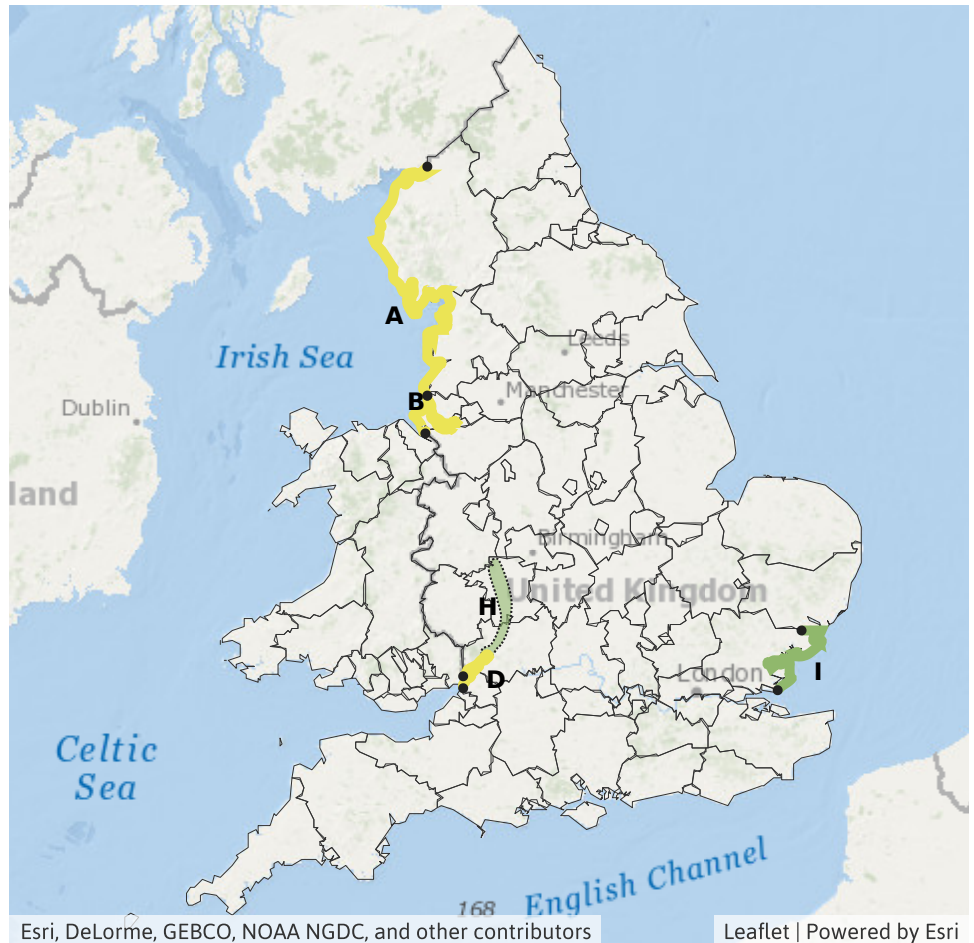 Leeds
A
Irish Sea
Manchester
B
Dublin
land
Birmingham
United Kingdom
H
London
I
D
Celtic
Sea
English Channel
168
Esri, DeLorme, GEBCO, NOAA NGDC, and other contributors
Leaflet | Powered by Esri